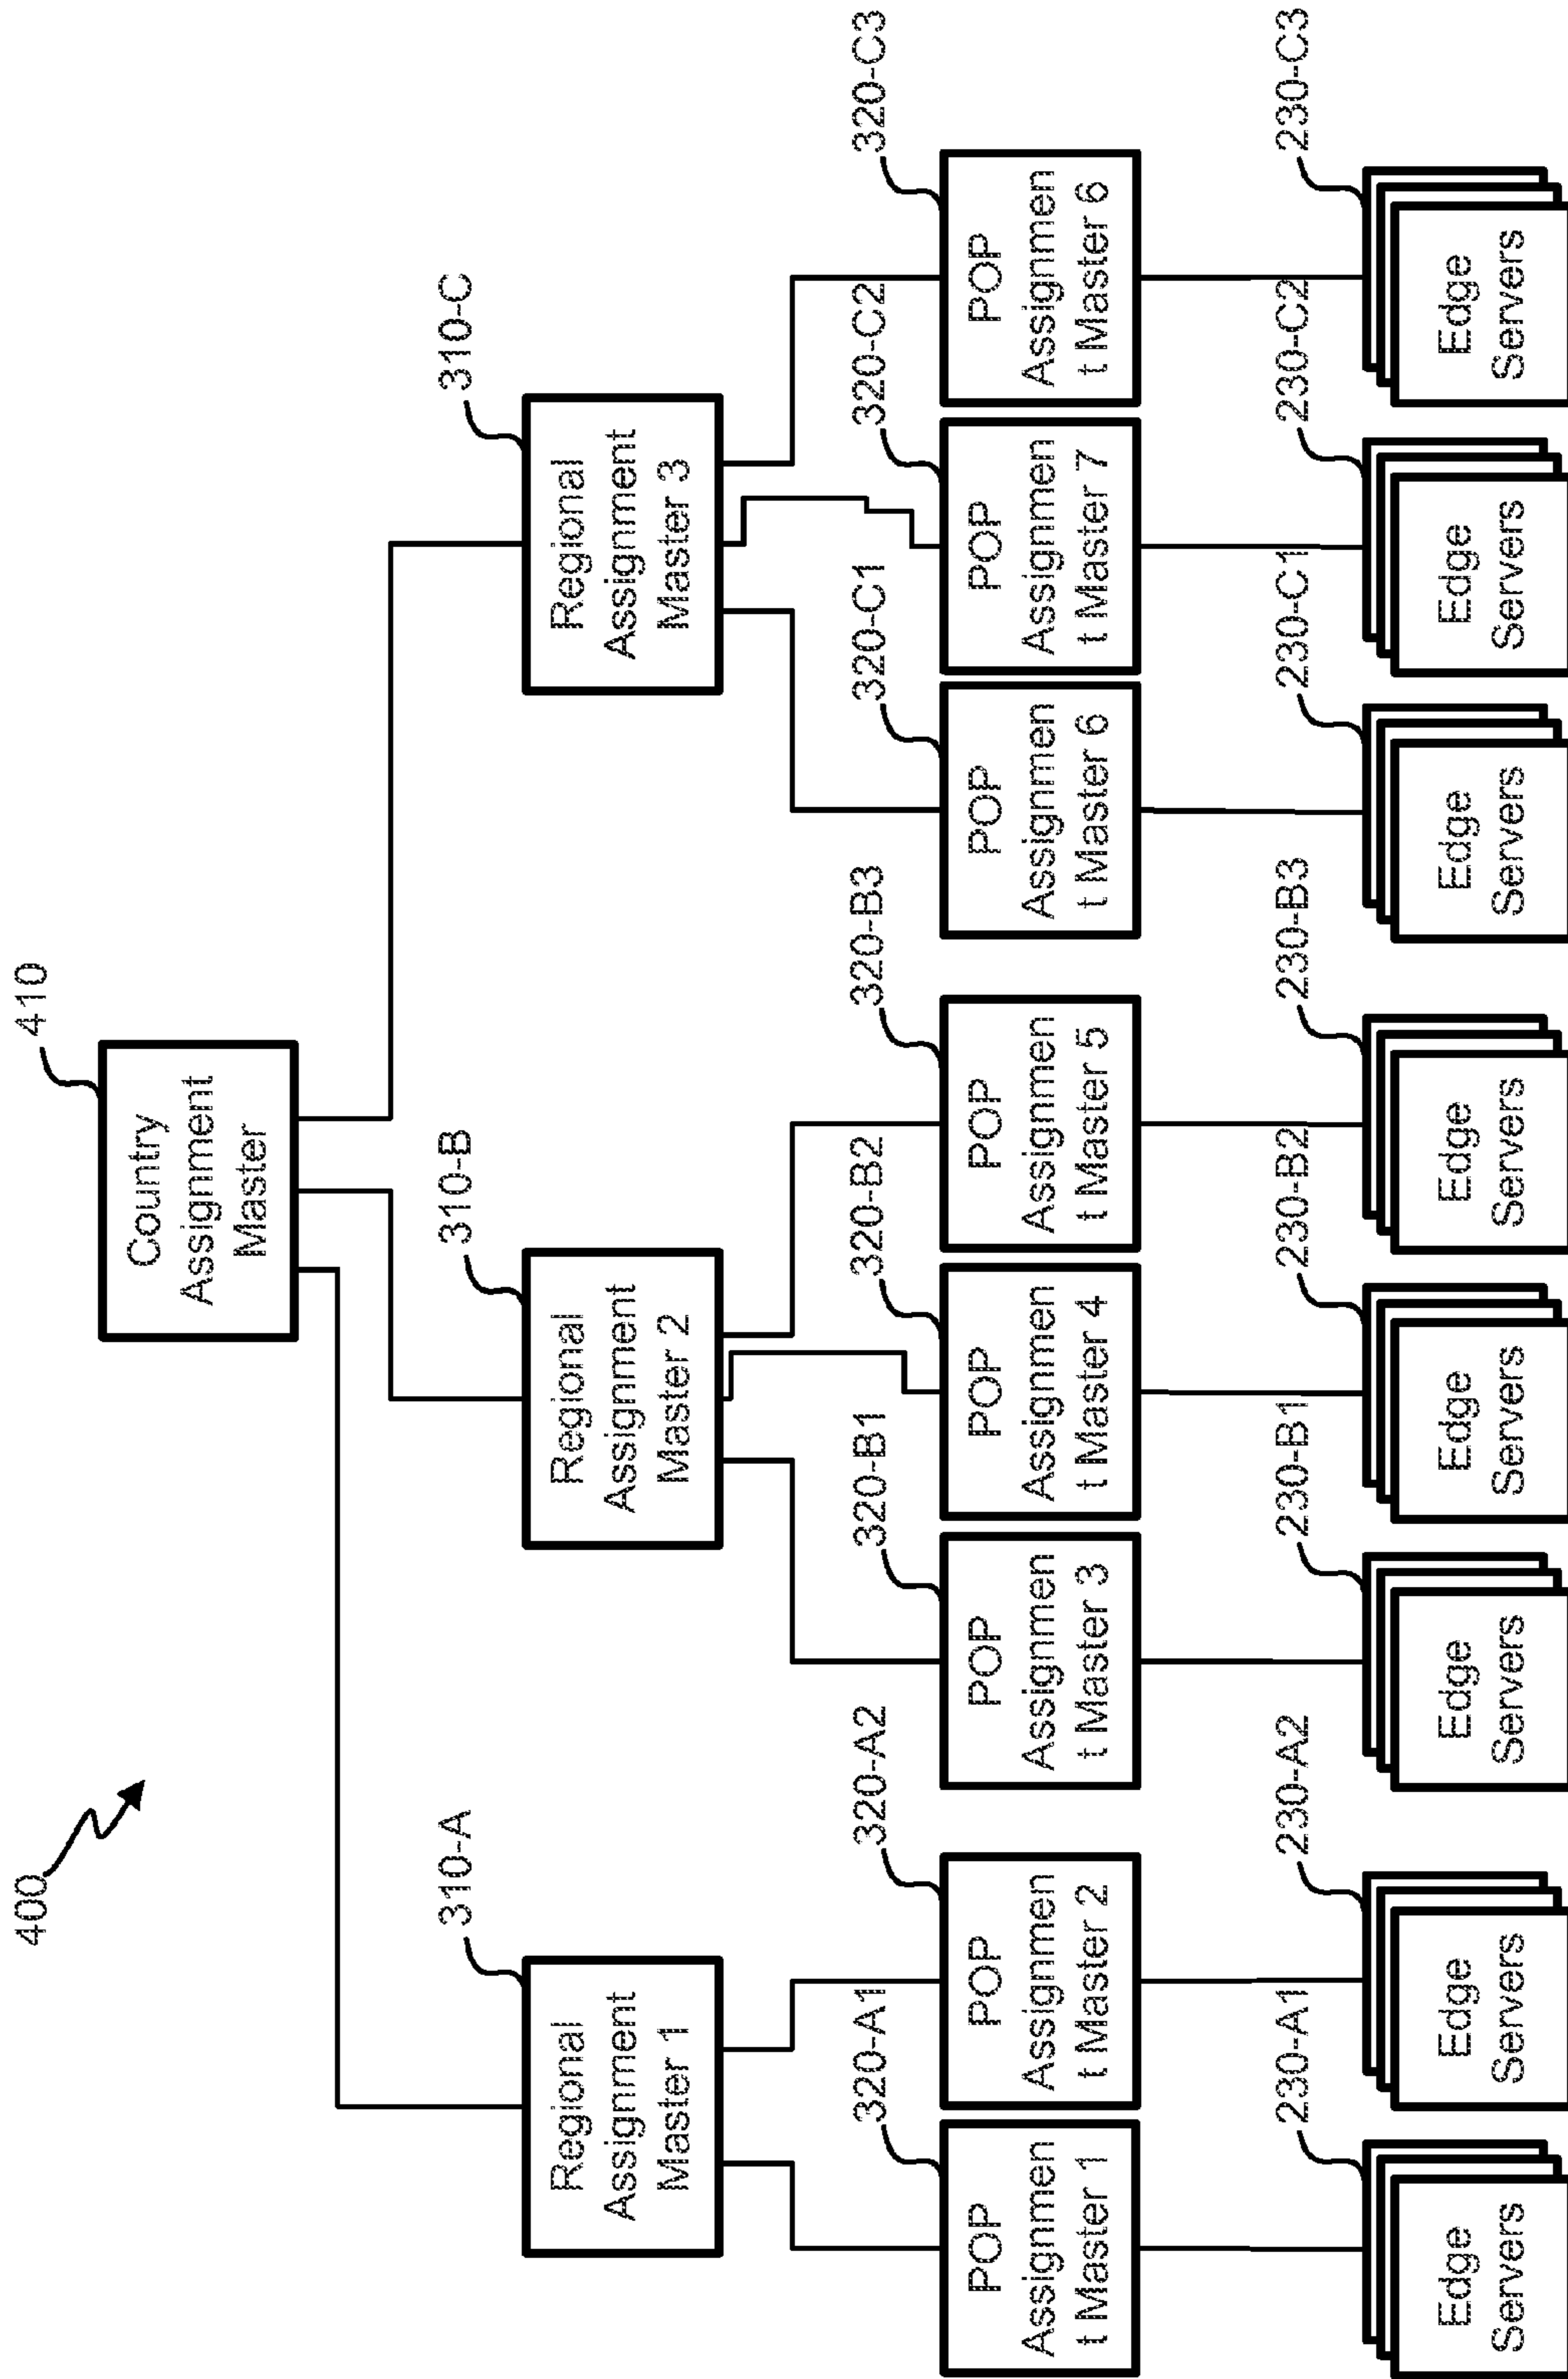 400
410
Country
Assignment
Master
310-A
310-B
310-C
Regional
Assignment
Master 1
Regional
Assignment
Master 2
Regional
Assignment
Master 3
320-A1
320-A2
320-B1
320-B2
320-B3
320-C1
320-C2
320-C3
POP
Assignmen
t Master 1
POP
Assignmen
t Master 2
POP
Assignmen
t Master 3
POP
Assignmen
t Master 4
POP
Assignmen
t Master 5
POP
Assignmen
t Master 6
POP
Assignmen
t Master 7
POP
Assignmen
t Master 6
230-A1
230-A2
230-B1
230-B2
230-B3
230-C1
230-C2
230-C3
Edge
Servers
Edge
Servers
Edge
Servers
Edge
Servers
Edge
Servers
Edge
Servers
Edge
Servers
Edge
Servers